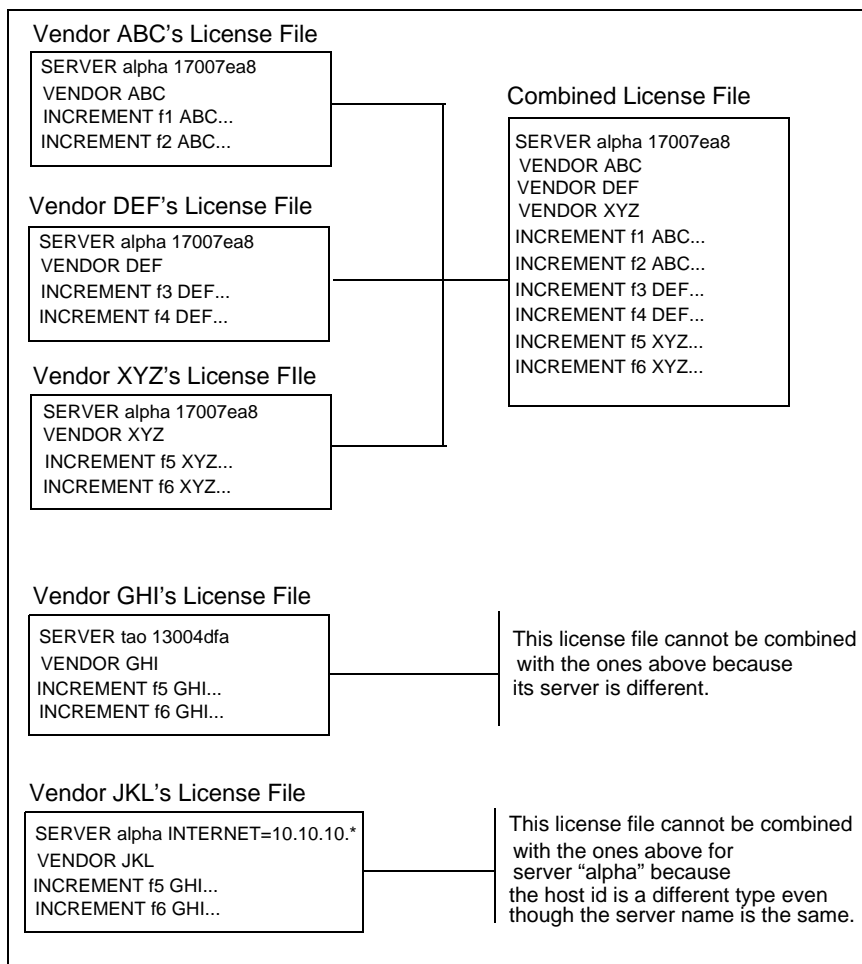 Vendor ABC's License File
SERVER alpha 17007ea8
VENDOR ABC
INCREMENT f1 ABC...
INCREMENT f2 ABC...
Vendor DEF's License File
SERVER alpha 17007ea8
VENDOR DEF
INCREMENT f3 DEF...
INCREMENT f4 DEF...
Vendor XYZ's License FIle
SERVER alpha 17007ea8
VENDOR XYZ
INCREMENT f5 XYZ...
INCREMENT f6 XYZ...
Combined License File
SERVER alpha 17007ea8
VENDOR ABC
VENDOR DEF
VENDOR XYZ
INCREMENT f1 ABC...
INCREMENT f2 ABC...
INCREMENT f3 DEF...
INCREMENT f4 DEF...
INCREMENT f5 XYZ...
INCREMENT f6 XYZ...
Vendor GHI's License File
SERVER tao 13004dfa
VENDOR GHI
INCREMENT f5 GHI...
INCREMENT f6 GHI...
This license file cannot be combined
with the ones above because
its server is different.
Vendor JKL's License File
SERVER alpha INTERNET=10.10.10.*
VENDOR JKL
INCREMENT f5 GHI...
INCREMENT f6 GHI...
This license file cannot be combined
with the ones above for
server “alpha” because
the host id is a different type even
though the server name is the same.